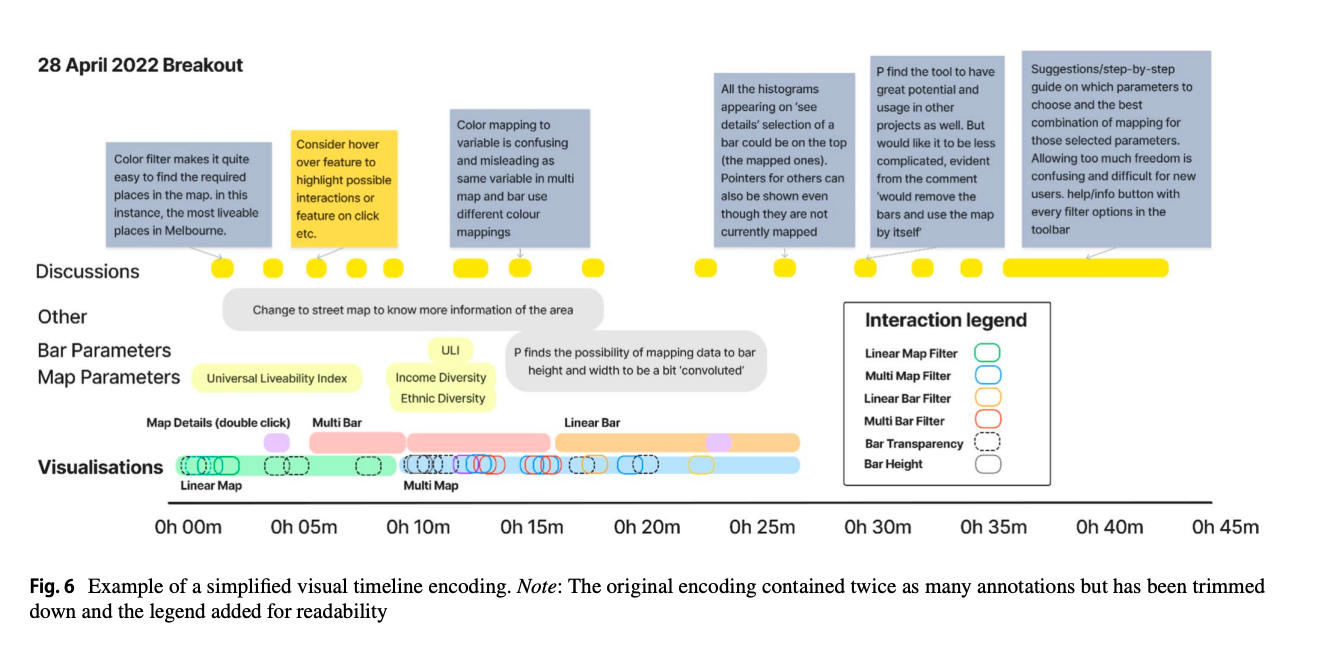 28 April 2022 Breakout
Color filter makes it quite
easy to find the required
places in the map. in this
instance, the most liveable
places in Melbourne.
Consider hover
over feature to
highlight possible
interactions or
feature on click
etc.
Color mapping to
variable is confusing
and misleading as
same variable in multi
map and bar use
different colour
mappings
All the histograms
appearing on ‘see
details’ selection of a
bar could be on the top
(the mapped ones).
Pointers for others can
also be shown even
though they are not
currently mapped
P find the tool to have
great potential and
usage in other
projects as well. But
would like it to be less
complicated, evident
from the comment
‘would remove the
bars and use the map
by itself’
Suggestions/step-by-step
guide on which parameters to
choose and the best
combination of mapping for
those selected parameters.
Allowing too much freedom is
confusing and difficult for new
users. help/info button with
every filter options in the
toolbar
Discussions
Other
Change to street map to know more information of the area
Bar Parameters
ULI
Map Parameters
Universal Liveability Index
Income Diversity
Ethnic Diversity
P finds the possibility of mapping data to bar
height and width to be a bit ‘convoluted’
Interaction legend
Linear Map Filter
Multi Map Filter
Linear Bar Filter
Multi Bar Filter
Bar Transparency
Bar Height
Map Details (double click)
Multi Bar
Linear Bar
Visualisations
Linear Map
Multi Map
0h 00m 0h 05m 0h 10m 0h 15m 0h 20m 0h 25m 0h 30m 0h 35m 0h 40m 0h 45m
Fig. 6 Example of a simplified visual timeline encoding. Note: The original encoding contained twice as many annotations but has been trimmed
down and the legend added for readability